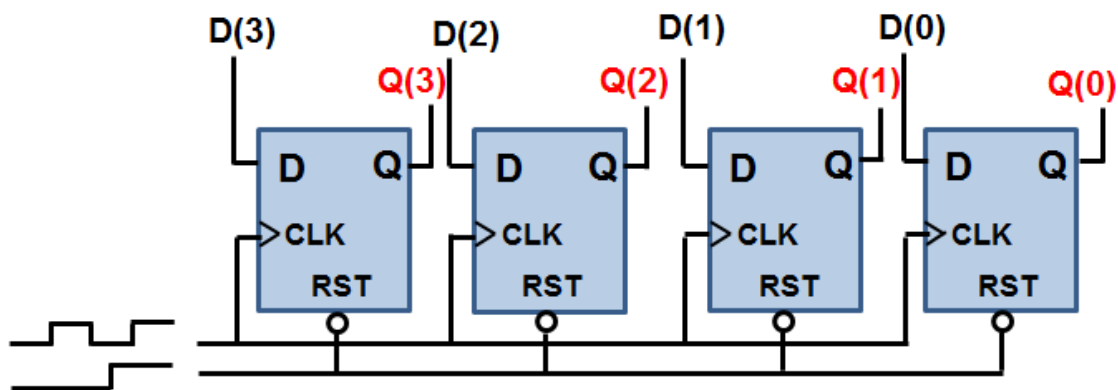 D(3) D(2) D(1) D(0)
Q(3) Q(2) Q(1) Q(0)
D Q D Q D Q D Q
CLK CLK CLK CLK
RST RST RST RST